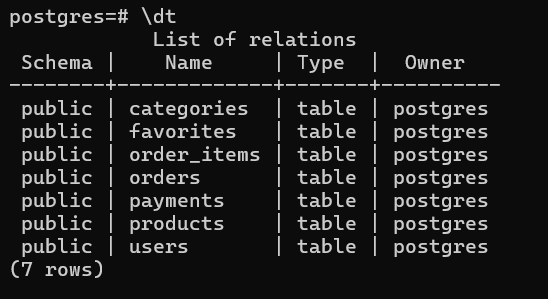 postgres=# \dt
            List of relations
 Schema |    Name     | Type  |  Owner
--------+-------------+-------+----------
 public | categories  | table | postgres
 public | favorites   | table | postgres
 public | order_items | table | postgres
 public | orders      | table | postgres
 public | payments    | table | postgres
 public | products    | table | postgres
 public | users       | table | postgres
(7 rows)